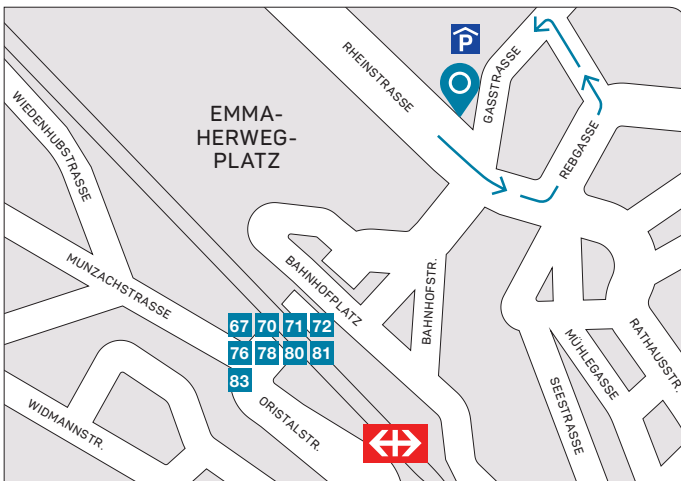 P
RHEINSTRASSE
GASSTRASSE
REBGASSE
WIEDENHUBSTRASSE
EMMA-
HERWEG-
PLATZ
MUNZACHSTRASSE
BAHNHOFPLATZ
BAHNHOFSTR.
67 70 71 72
76 78 80 81
83
RATHAUSSTR.
MÜHLEGASSE
SEESTRASSE
WIDMANNSTR.
ORISTALSTR.